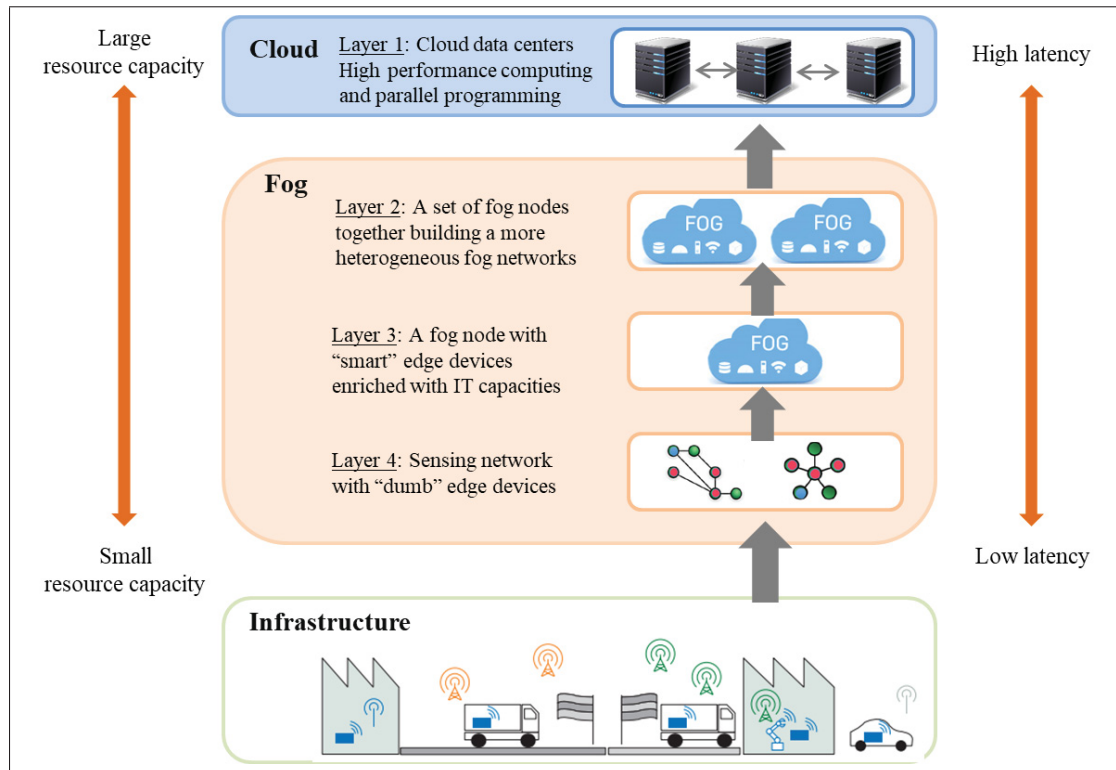 Large
resource capacity
Cloud
Layer 1: Cloud data centers
High performance computing
and parallel programming
High latency
Fog
Layer 2: A set of fog nodes
together building a more
heterogeneous fog networks
FOG
FOG
Layer 3: A fog node with
“smart” edge devices
enriched with IT capacities
FOG
Layer 4: Sensing network
with “dumb” edge devices
Small
resource capacity
Low latency
Infrastructure